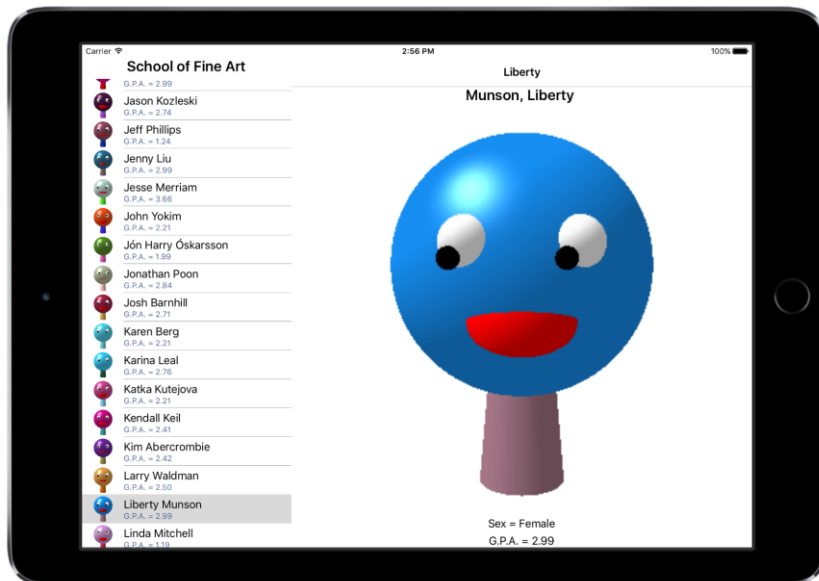 Carrier
2:56 PM
100%
School of Fine Art
G.P.A. = 2.99
Jason Kozleski
G.P.A. = 2.74
Jeff Phillips
G.P.A. = 1.24
Jenny Liu
G.P.A. = 2.99
Jesse Merriam
G.P.A. = 3.66
John Yokim
G.P.A. = 2.21
Jón Harry Óskarsson
G.P.A. = 1.99
Jonathan Poon
G.P.A. = 2.84
Josh Barnhill
G.P.A. = 2.71
Karen Berg
G.P.A. = 2.21
Karina Leal
G.P.A. = 2.76
Katka Kutejova
G.P.A. = 2.21
Kendall Keil
G.P.A. = 2.41
Kim Abercrombie
G.P.A. = 2.42
Larry Waldman
G.P.A. = 2.50
Liberty Munson
G.P.A. = 2.99
Linda Mitchell
G.P.A. = 1.19
Liberty
Munson, Liberty
Sex = Female
G.P.A. = 2.99